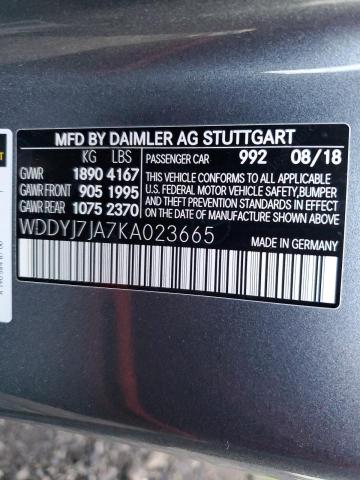 MFD BY DAIMLER AG STUTTGART
KG LBS
GVWR 1890 4167
GAWR FRONT 905 1995
GAWR REAR 1075 2370
PASSENGER CAR 992 08/18
THIS VEHICLE CONFORMS TO ALL APPLICABLE
U.S. FEDERAL MOTOR VEHICLE SAFETY, BUMPER
AND THEFT PREVENTION STANDARDS IN EFFECT
ON THE DATE OF MANUFACTURE SHOWN ABOVE.
WDDYJ7JA7KA023665
MADE IN GERMANY